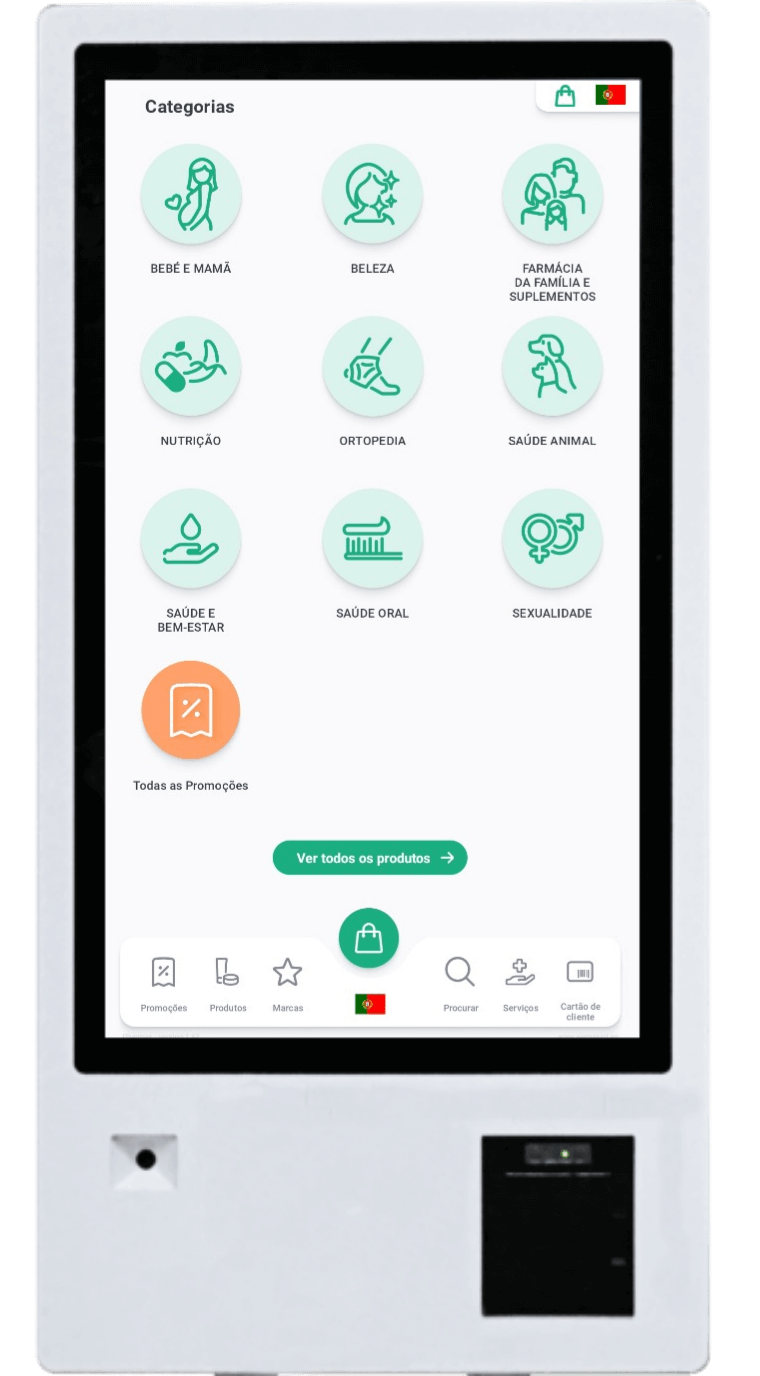 Categorias
BEBÉ E MAMÃ
BELEZA
FARMÁCIA
DA FAMÍLIA E
SUPLEMENTOS
NUTRIÇÃO
ORTOPEDIA
SAÚDE ANIMAL
SAÚDE E
BEM-ESTAR
SAÚDE ORAL
SEXUALIDADE
Todas as Promoções
Ver todos os produtos
Promoções
Produtos
Marcas
Procurar
Serviços
Cartão de
cliente